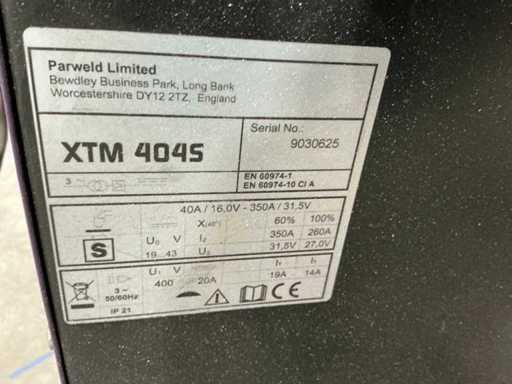 Parweld Limited
Bewdley Business Park, Long Bank
Worcestershire DY12 2TZ, England
XTM 404S
Serial No.:
9030625
3 ~
EN 60974-1
EN 60974-10 Cl A
40A / 16,0V - 350A / 31,5V
X(40°) 60% 100%
S U₀ V I₂ 350A 260A
19...43 U₂ 31,5V 27,0V
U₁ V I₁ I₁
3 ~ 400 20A 19A 14A
50/60Hz
IP 21
CE